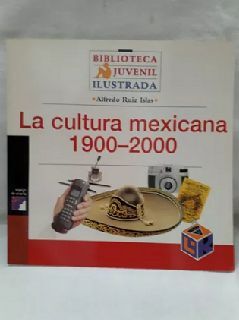 BIBLIOTECA
JUVENIL
ILUSTRADA
Alfredo Ruiz Islas
La cultura mexicana
1900–2000